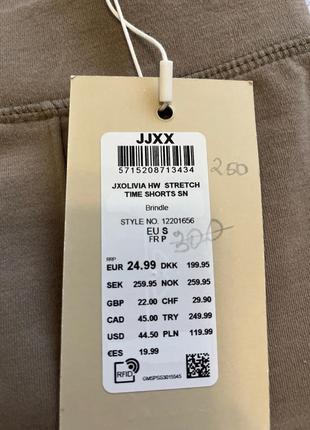 JJXX
5715208713434
JXOLIVIA HW STRETCH
TIME SHORTS SN
250
Brindle
STYLE NO. 12201656
EU S
FR P
300
RRP
EUR 24.99 DKK 199.95
SEK 259.95 NOK 259.95
GBP 22.00 CHF 29.90
CAD 45.00 TRY 249.99
USD 44.50 PLN 119.99
€ES 19.99
RFID
©MSPSS3015545